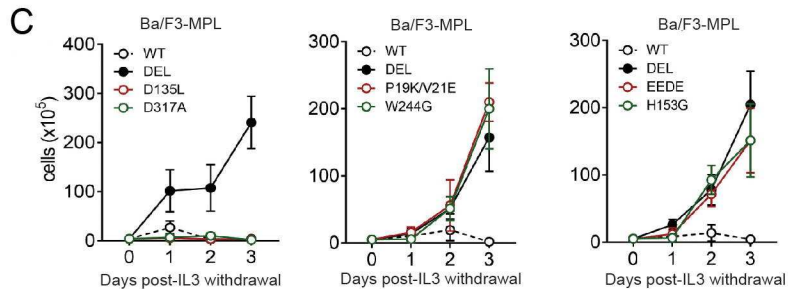 C
Ba/F3-MPL
cells (x10⁵)
400
300
200
100
0
WT
DEL
D135L
D317A
0 1 2 3
Days post-IL3 withdrawal
Ba/F3-MPL
300
200
100
0
WT
DEL
P19K/V21E
W244G
0 1 2 3
Days post-IL3 withdrawal
Ba/F3-MPL
300
200
100
0
WT
DEL
EEDE
H153G
0 1 2 3
Days post-IL3 withdrawal